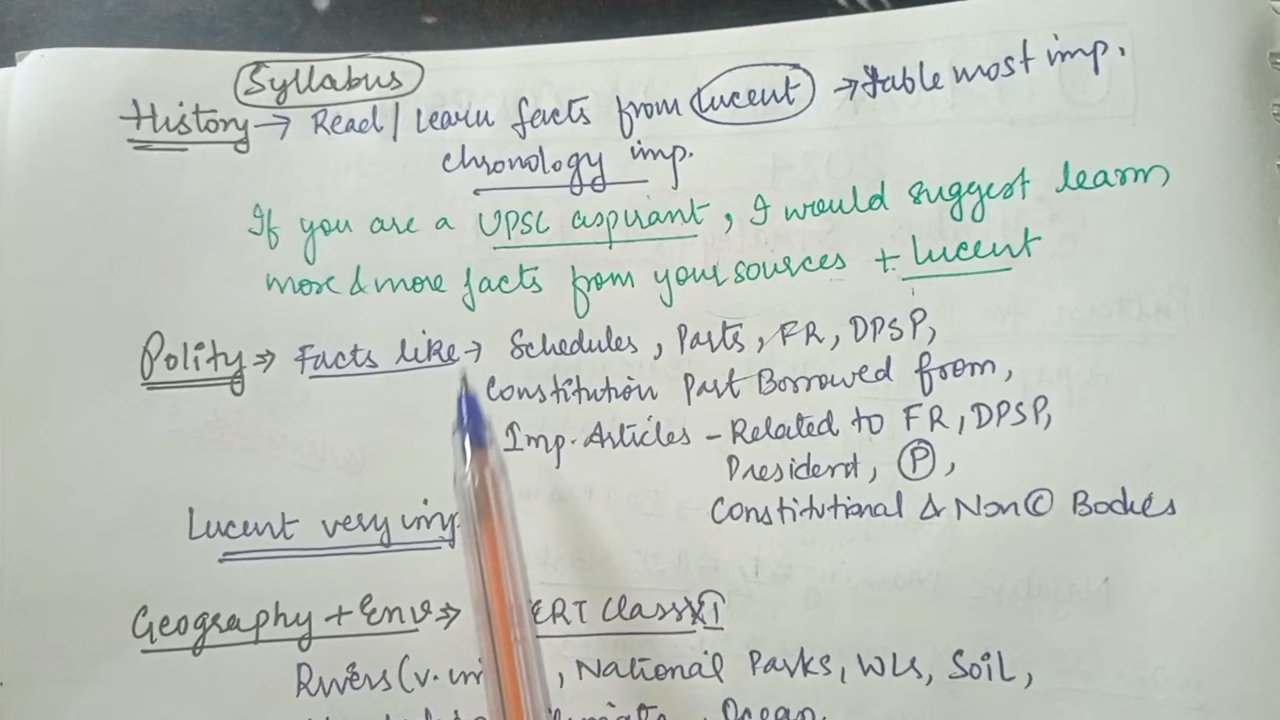 Syllabus
History → Read / Learn facts from Lucent → table most imp.
chronology imp.
If you are a UPSC aspirant, I would suggest learn
more & more facts from your sources + Lucent
Polity ⇒ Facts like → Schedules, Parts, FR, DPSP,
Constitution Part Borrowed from,
Imp. Articles - Related to FR, DPSP,
President, Ⓟ,
Constitutional & Non Ⓒ Bodies
Lucent very imp
Geography + Env ⇒ ERT Class XI
Rivers (v. im , National Parks, WLS, Soil,
Ocean